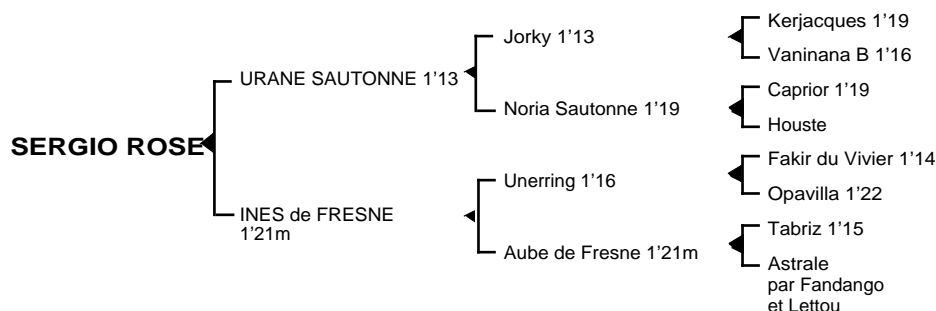 Kerjacques 1’19
Jorky 1’13
Vaninana B 1’16
URANE SAUTONNE 1’13
Caprior 1’19
Noria Sautonne 1’19
Houste
SERGIO ROSE
Fakir du Vivier 1’14
Unerring 1’16
Opavilla 1’22
INES de FRESNE
1’21m
Tabriz 1’15
Aube de Fresne 1’21m
Astrale
par Fandango
et Lettou